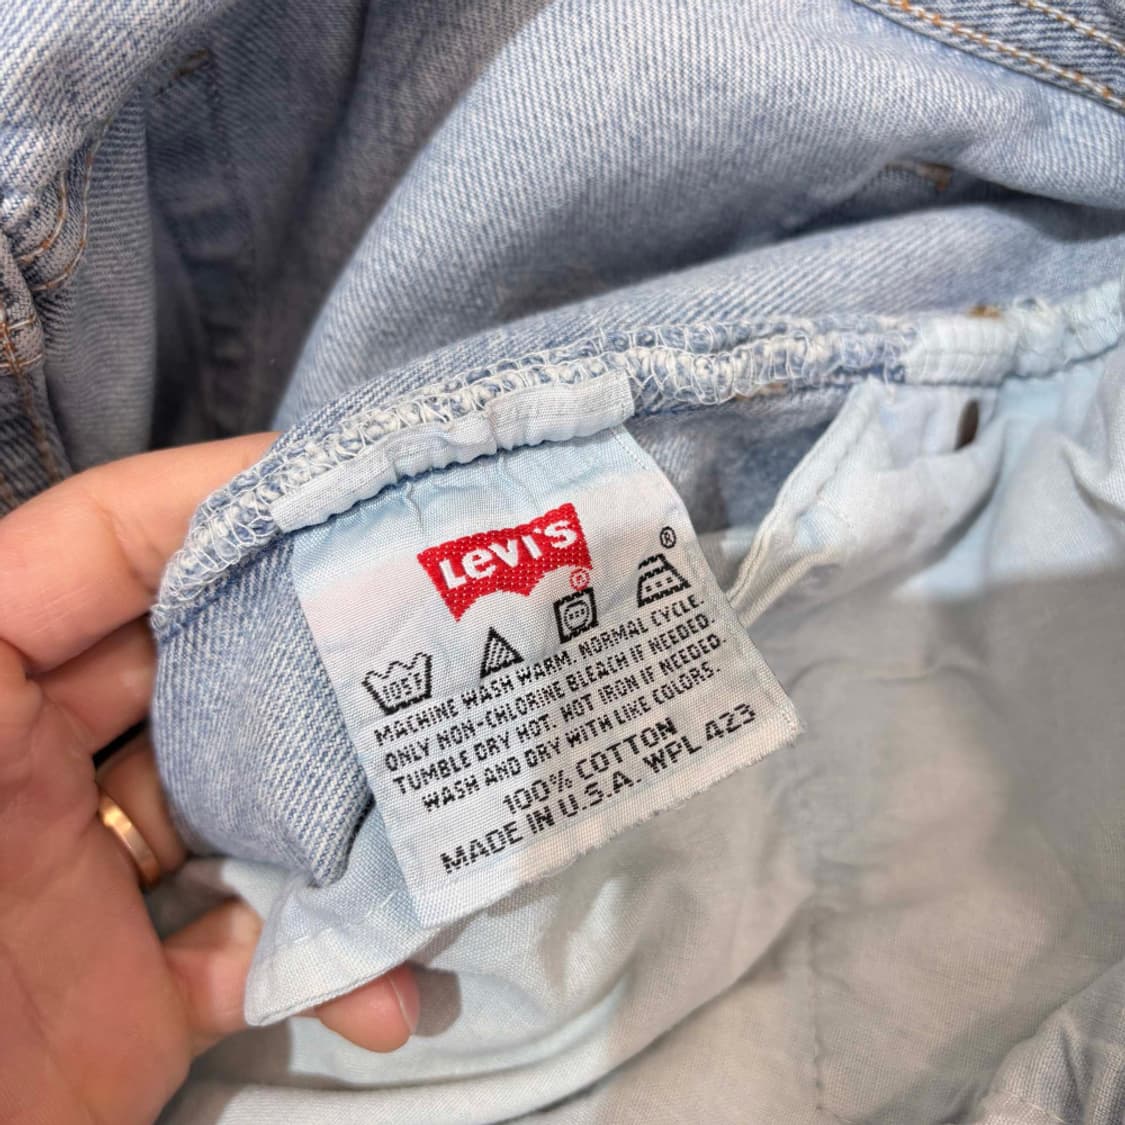 LEVI'S
®
®
105F
MACHINE WASH WARM. NORMAL CYCLE.
ONLY NON-CHLORINE BLEACH IF NEEDED.
TUMBLE DRY HOT. HOT IRON IF NEEDED.
WASH AND DRY WITH LIKE COLORS.
100% COTTON
MADE IN U.S.A. WPL 423